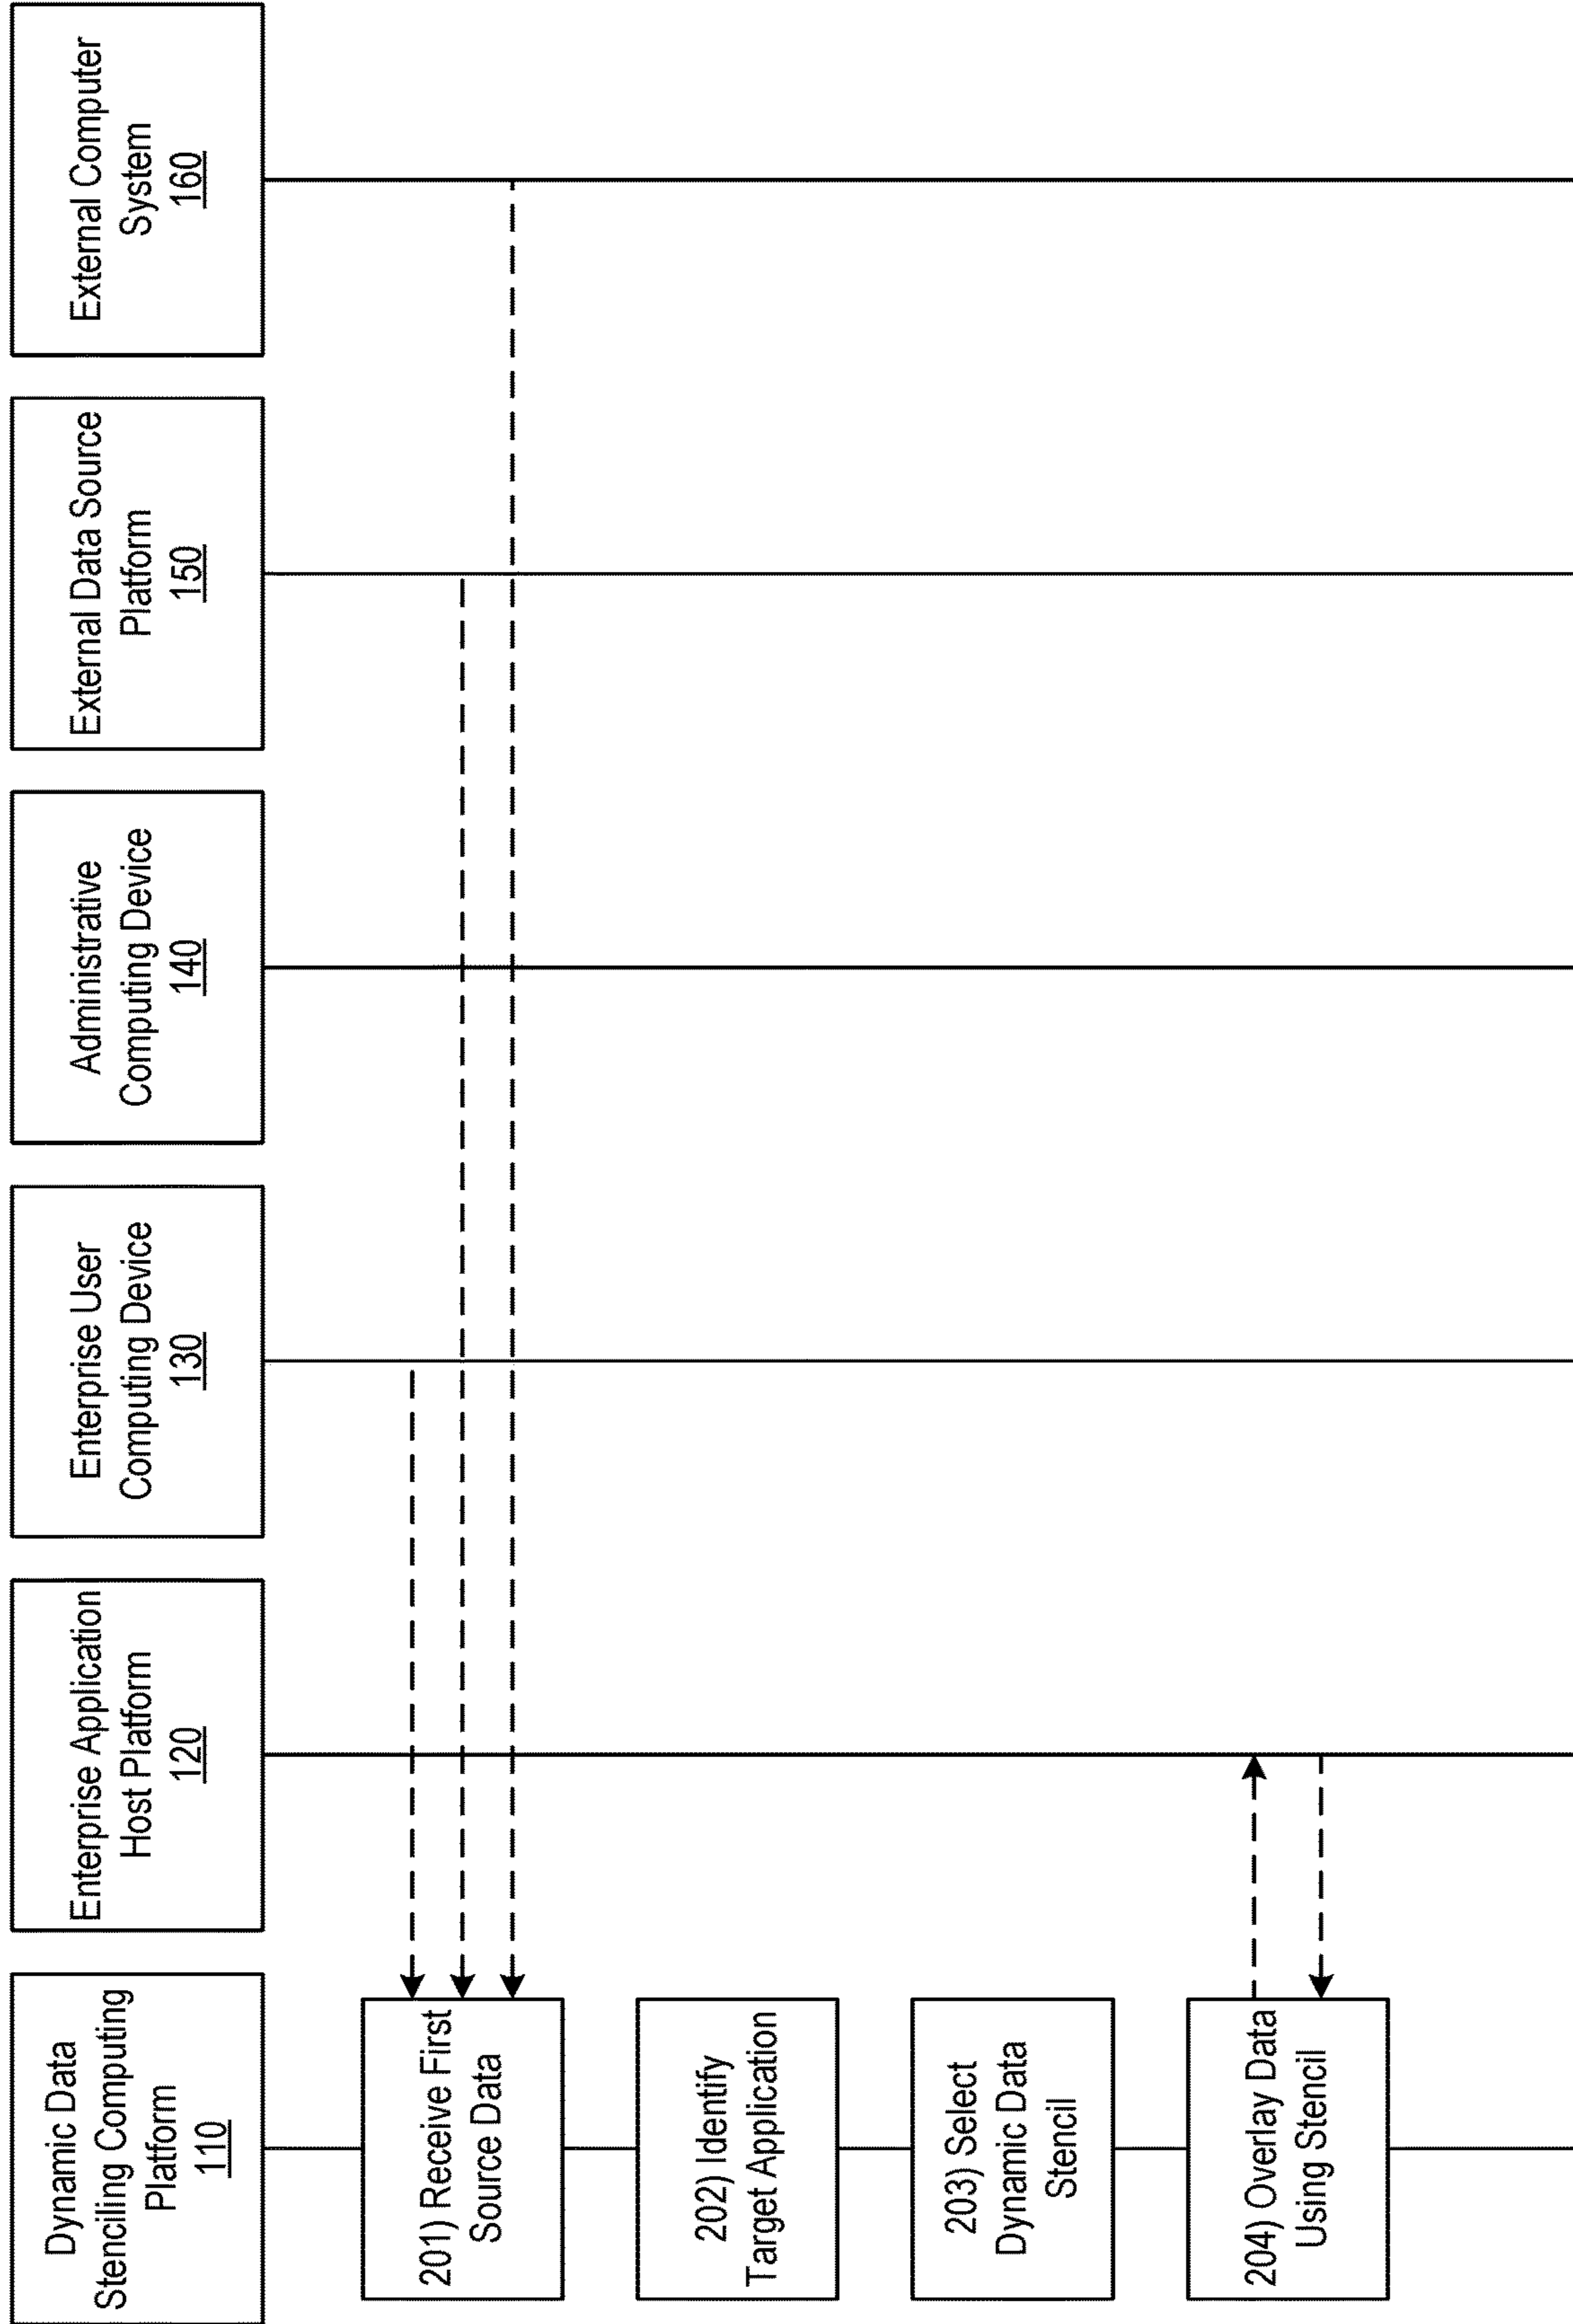 Dynamic Data
Stenciling Computing
Platform
110
Enterprise Application
Host Platform
120
Enterprise User
Computing Device
130
Administrative
Computing Device
140
External Data Source
Platform
150
External Computer
System
160
201) Receive First
Source Data
202) Identify
Target Application
203) Select
Dynamic Data
Stencil
204) Overlay Data
Using Stencil